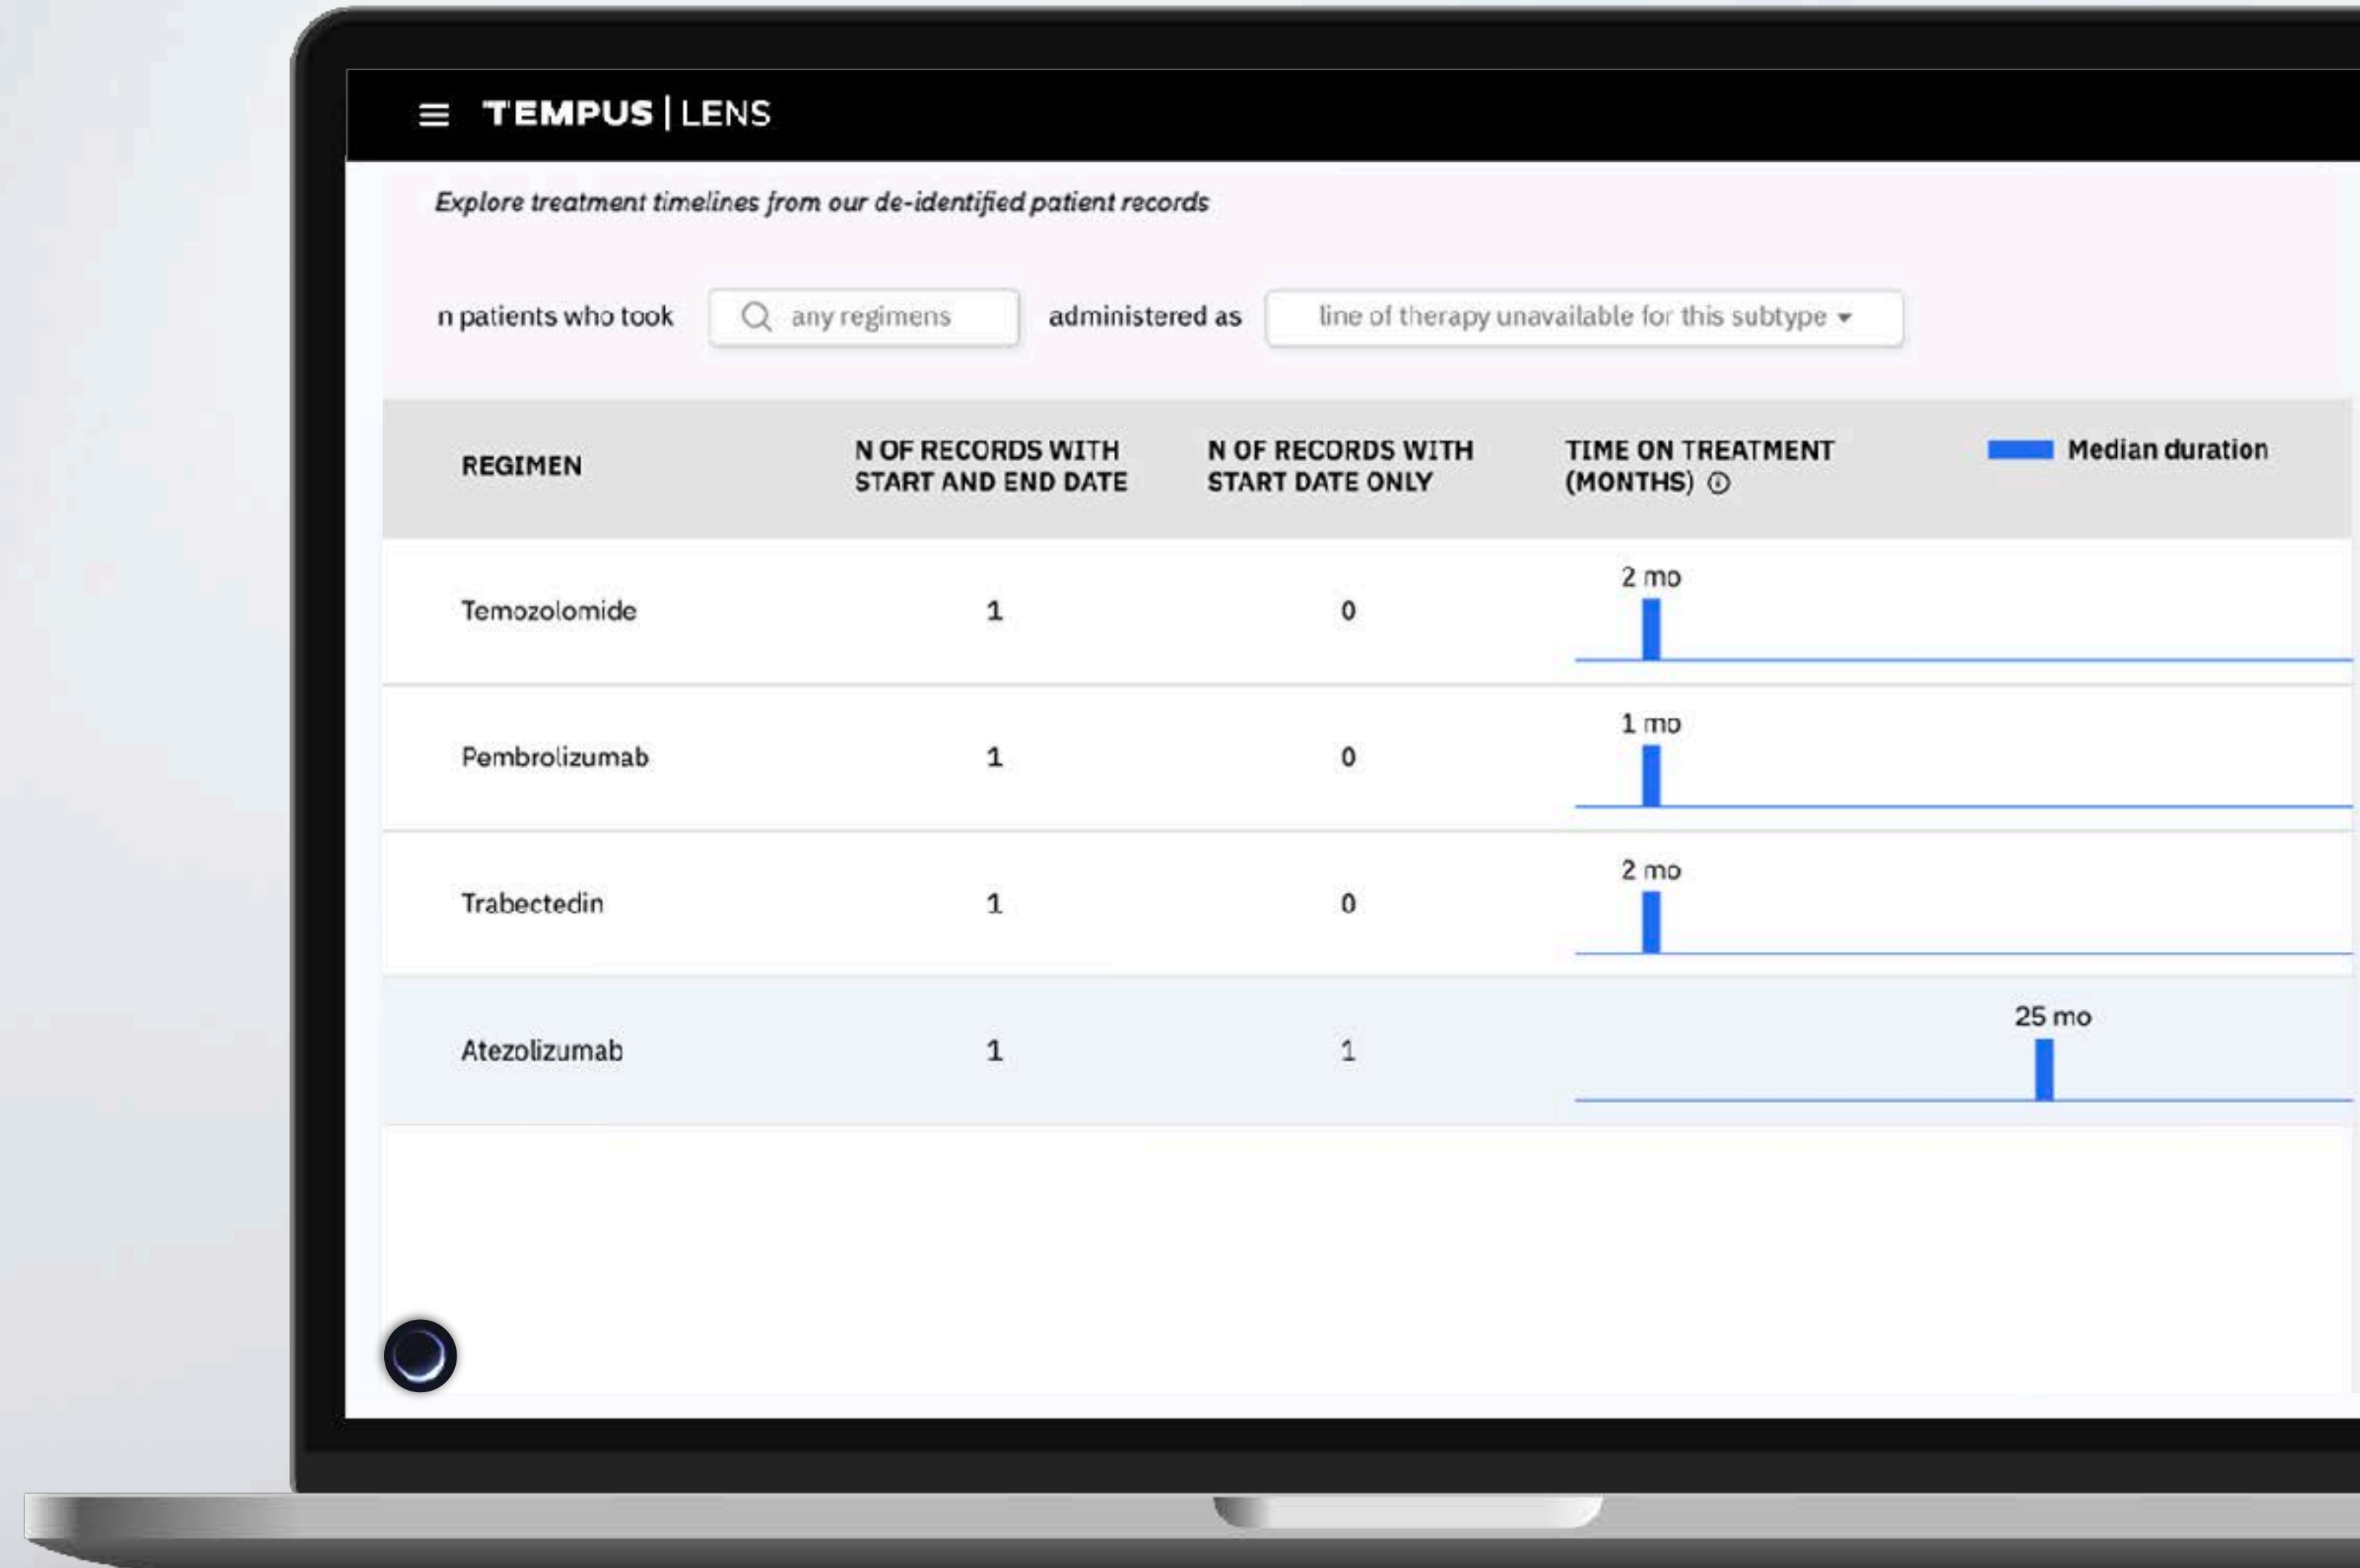 TEMPUS | LENS
Explore treatment timelines from our de-identified patient records
n patients who took any regimens administered as line of therapy unavailable for this subtype
REGIMEN
N OF RECORDS WITH
START AND END DATE
N OF RECORDS WITH
START DATE ONLY
TIME ON TREATMENT
(MONTHS)
Median duration
Temozolomide 1 0 2 mo
Pembrolizumab 1 0 1 mo
Trabectedin 1 0 2 mo
Atezolizumab 1 1 25 mo